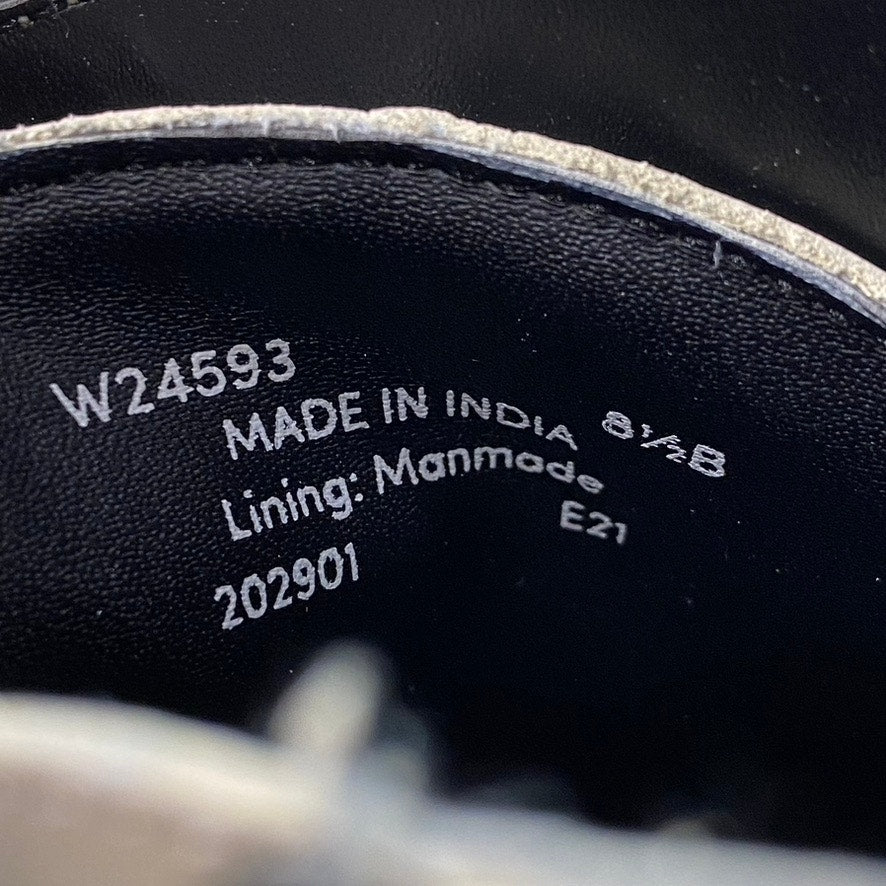 W24593
MADE IN INDIA 8½B
Lining: Manmade
E21
202901